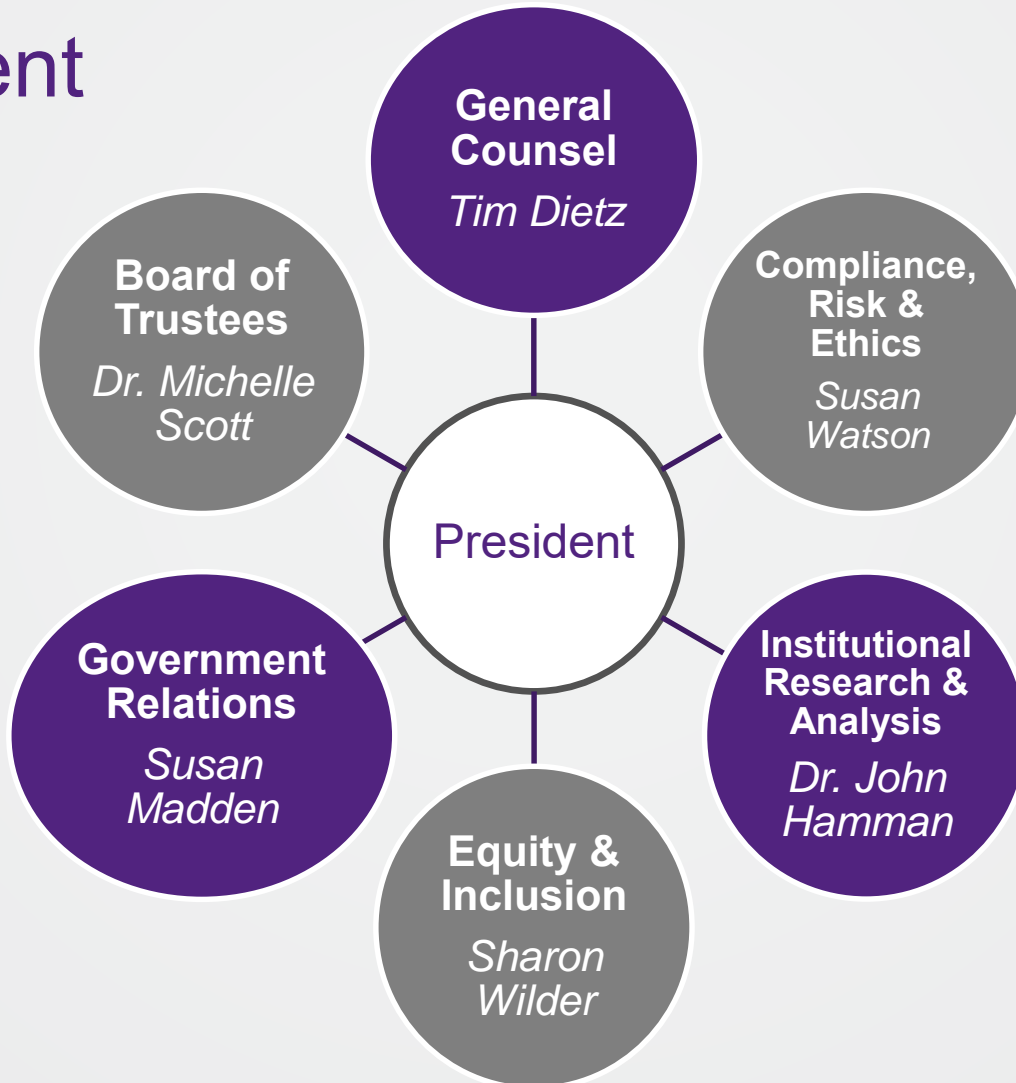 ent
General
Counsel
Tim Dietz
Board of
Trustees
Dr. Michelle
Scott
Compliance,
Risk &
Ethics
Susan
Watson
President
Government
Relations
Susan
Madden
Institutional
Research &
Analysis
Dr. John
Hamman
Equity &
Inclusion
Sharon
Wilder